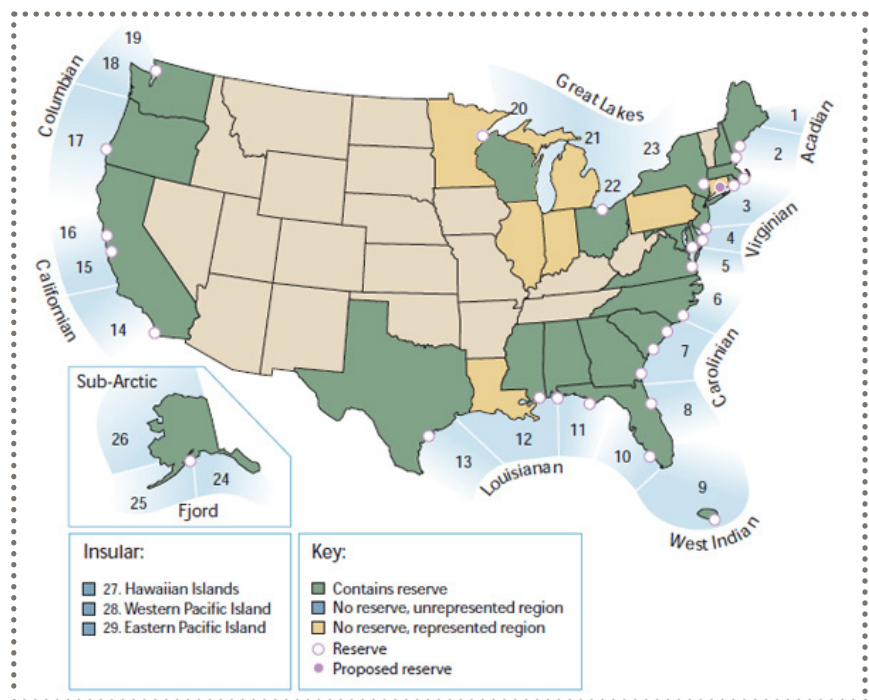 19
18
Columbian
17
16
15
Californian
14
Great Lakes
20
21
22
23
1
Acadian
2
3
Virginian
4
5
6
Carolinian
7
8
9
West Indian
10
11
12
Louisianan
13
Sub-Arctic
26
25
24
Fjord
Insular:
27. Hawaiian Islands
28. Western Pacific Island
29. Eastern Pacific Island
Key:
Contains reserve
No reserve, unrepresented region
No reserve, represented region
Reserve
Proposed reserve